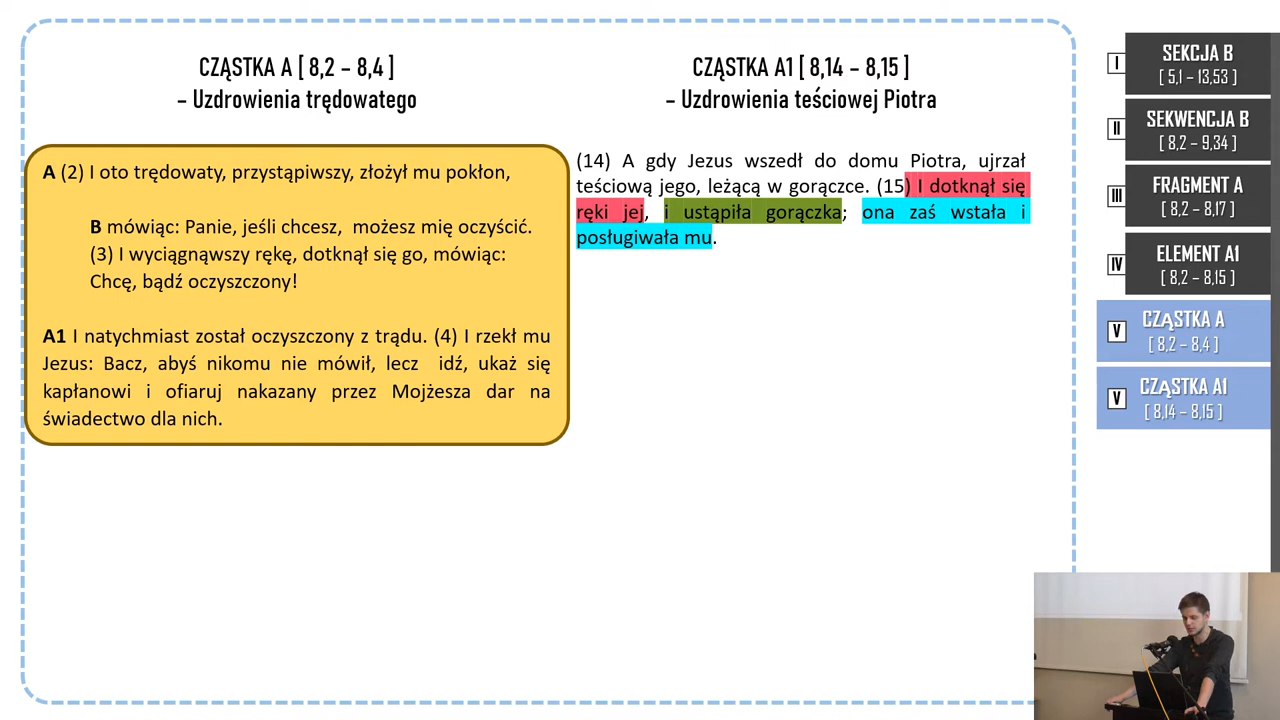 CZĄSTKA A [ 8,2 – 8,4 ]
– Uzdrowienia trędowatego
A (2) I oto trędowaty, przystąpiwszy, złożył mu pokłon,
B mówiąc: Panie, jeśli chcesz, możesz mię oczyścić.
(3) I wyciągnąwszy rękę, dotknął się go, mówiąc:
Chcę, bądź oczyszczony!
A1 I natychmiast został oczyszczony z trądu. (4) I rzekł mu
Jezus: Bacz, abyś nikomu nie mówił, lecz idź, ukaż się
kapłanowi i ofiaruj nakazany przez Mojżesza dar na
świadectwo dla nich.
CZĄSTKA A1 [ 8,14 – 8,15 ]
– Uzdrowienia teściowej Piotra
(14) A gdy Jezus wszedł do domu Piotra, ujrzał
teściową jego, leżącą w gorączce. (15) I dotknął się
ręki jej, i ustąpiła gorączka; ona zaś wstała i
posługiwała mu.
I
SEKCJA B
[ 5,1 – 13,53 ]
II
SEKWENCJA B
[ 8,2 – 9,34 ]
III
FRAGMENT A
[ 8,2 – 8,17 ]
IV
ELEMENT A1
[ 8,2 – 8,15 ]
V
CZĄSTKA A
[ 8,2 – 8,4 ]
V
CZĄSTKA A1
[ 8,14 – 8,15 ]